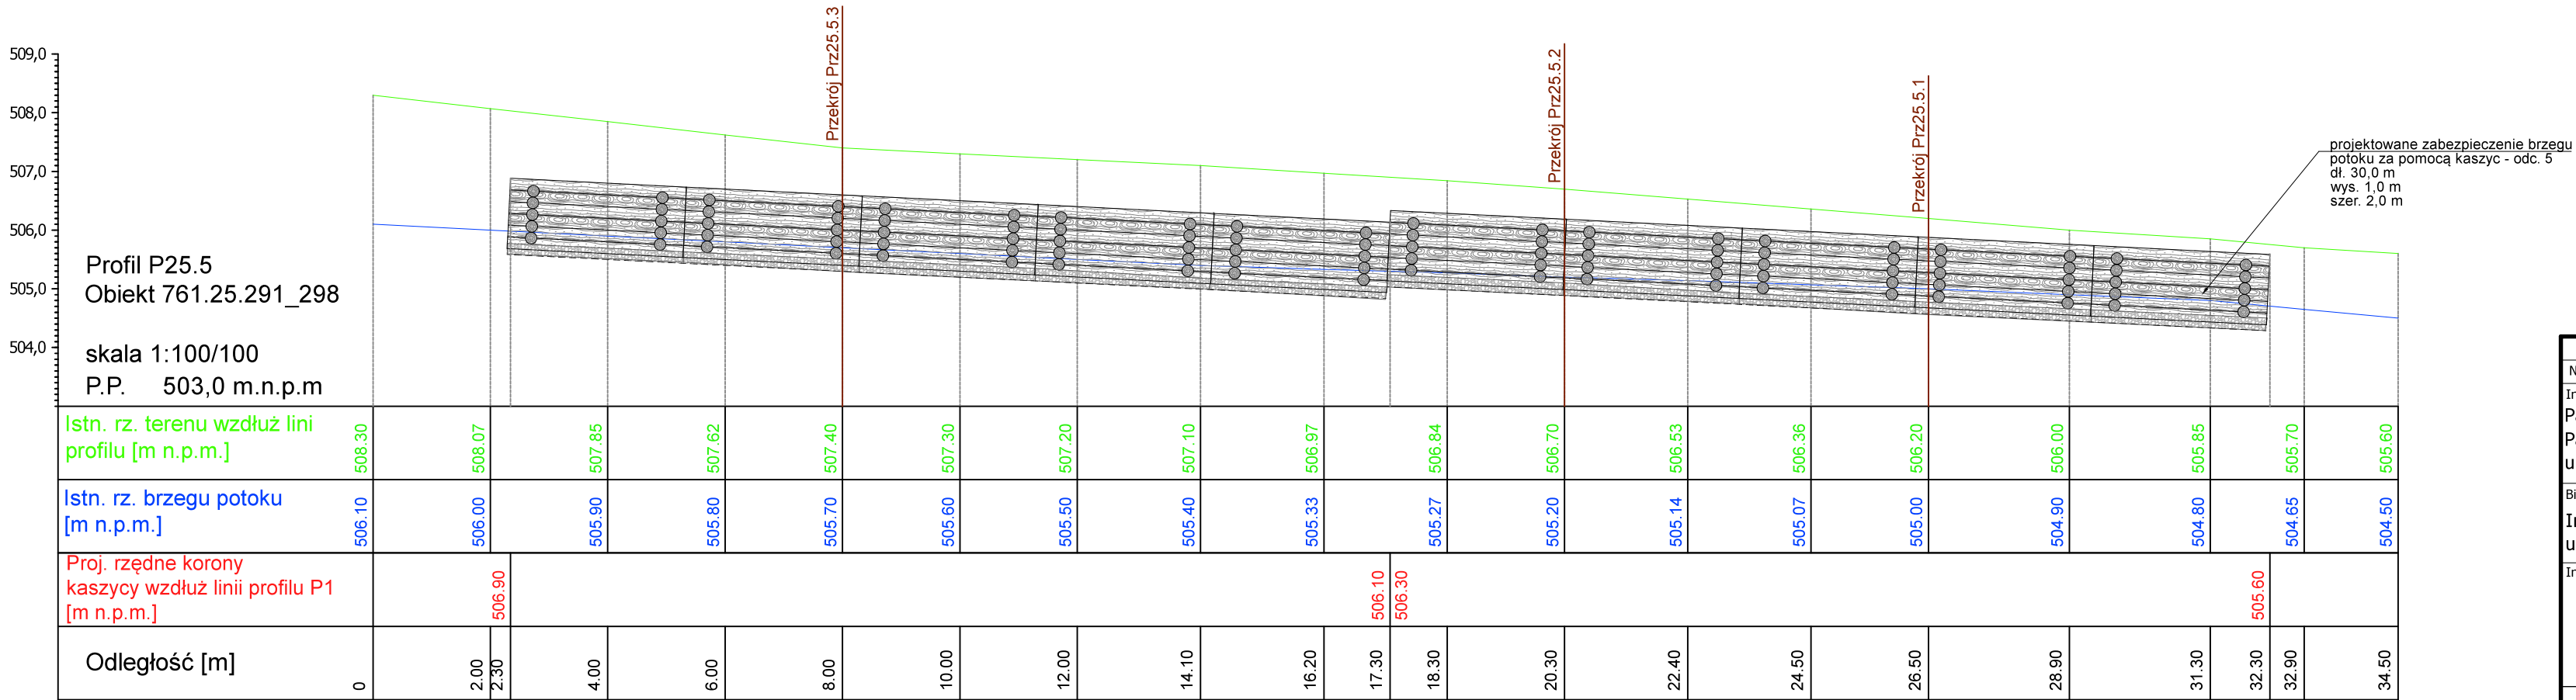 509,0
508,0
507,0
506,0
505,0
504,0
Przekrój Prz25.5.3
Przekrój Prz25.5.2
Przekrój Prz25.5.1
projektowane zabezpieczenie brzegu
potoku za pomocą kaszyc - odc. 5
dł. 30,0 m
wys. 1,0 m
szer. 2,0 m
Profil P25.5
Obiekt 761.25.291_298
skala 1:100/100
P.P. 503,0 m.n.p.m
Istn. rz. terenu wzdłuż lini
profilu [m n.p.m.]
508.30 508.07 507.85 507.62 507.40 507.30 507.20 507.10 506.97 506.84 506.70 506.53 506.36 506.20 506.00 505.85 505.70 505.60
Istn. rz. brzegu potoku
[m n.p.m.]
506.10 506.00 505.90 505.80 505.70 505.60 505.50 505.40 505.33 505.27 505.20 505.14 505.07 505.00 504.90 504.80 504.65 504.50
Proj. rzędne korony
kaszycy wzdłuż linii profilu P1
[m n.p.m.]
506.90 506.10 506.30 505.60
Odległość [m]
0 2.00 2.30 4.00 6.00 8.00 10.00 12.00 14.10 16.20 17.30 18.30 20.30 22.40 24.50 26.50 28.90 31.30 32.30 32.90 34.50